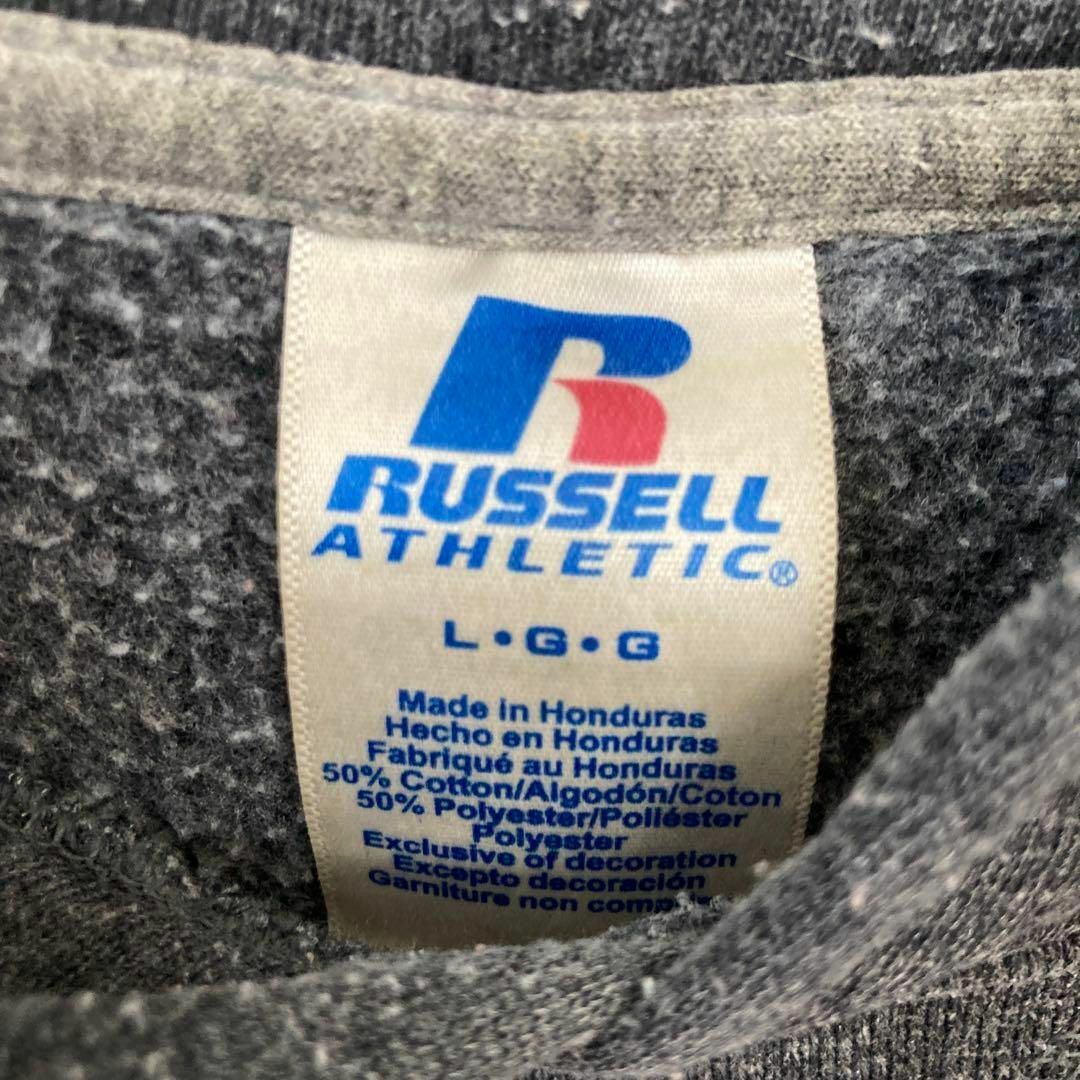 R
RUSSELL
ATHLETIC®
L•G•G
Made in Honduras
Hecho en Honduras
Fabriqué au Honduras
50% Cotton/Algodón/Coton
50% Polyester/Poliéster
Polyester
Exclusive of decoration
Excepto decoración
Garniture non